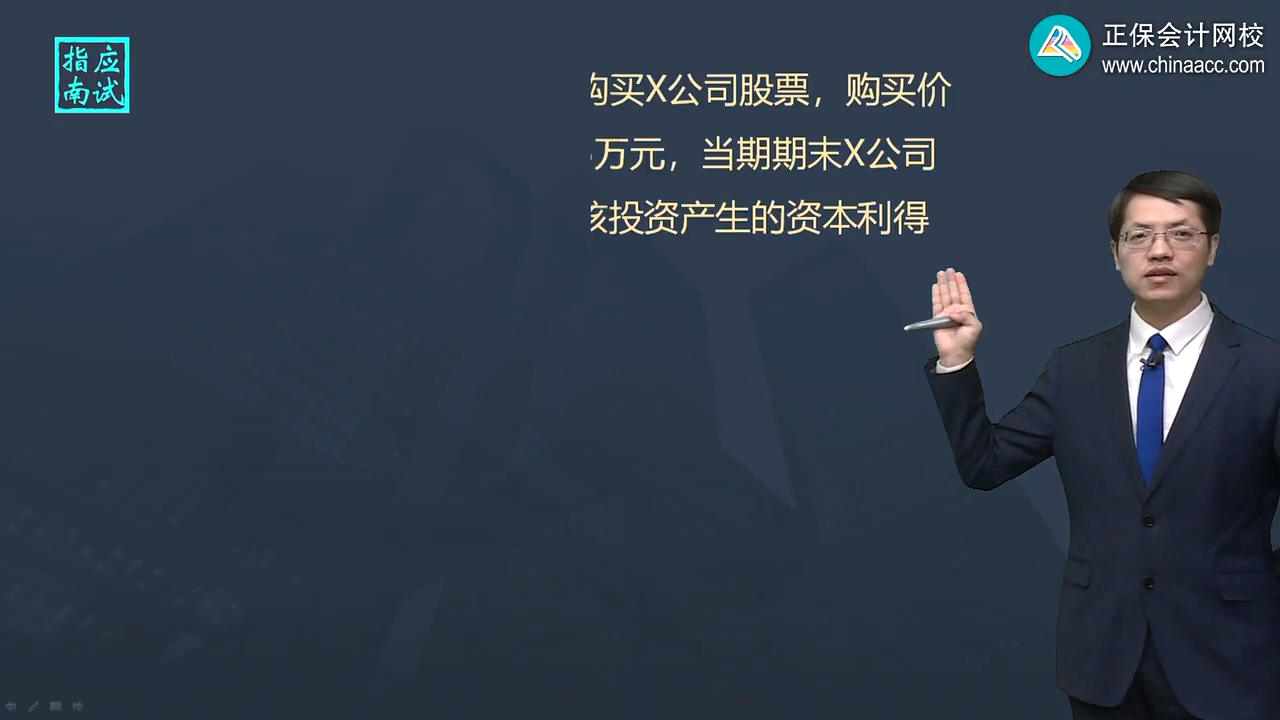 应试
指南
正保会计网校
www.chinaacc.com
购买X公司股票，购买价
万元，当期期末X公司
该投资产生的资本利得